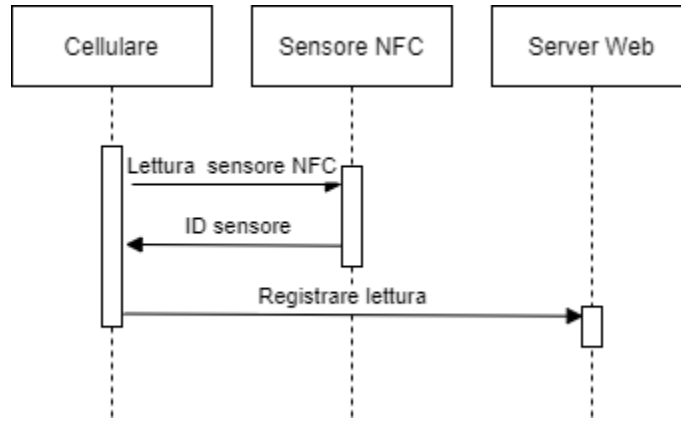 Cellulare
Sensore NFC
Server Web
Lettura sensore NFC
ID sensore
Registrare lettura